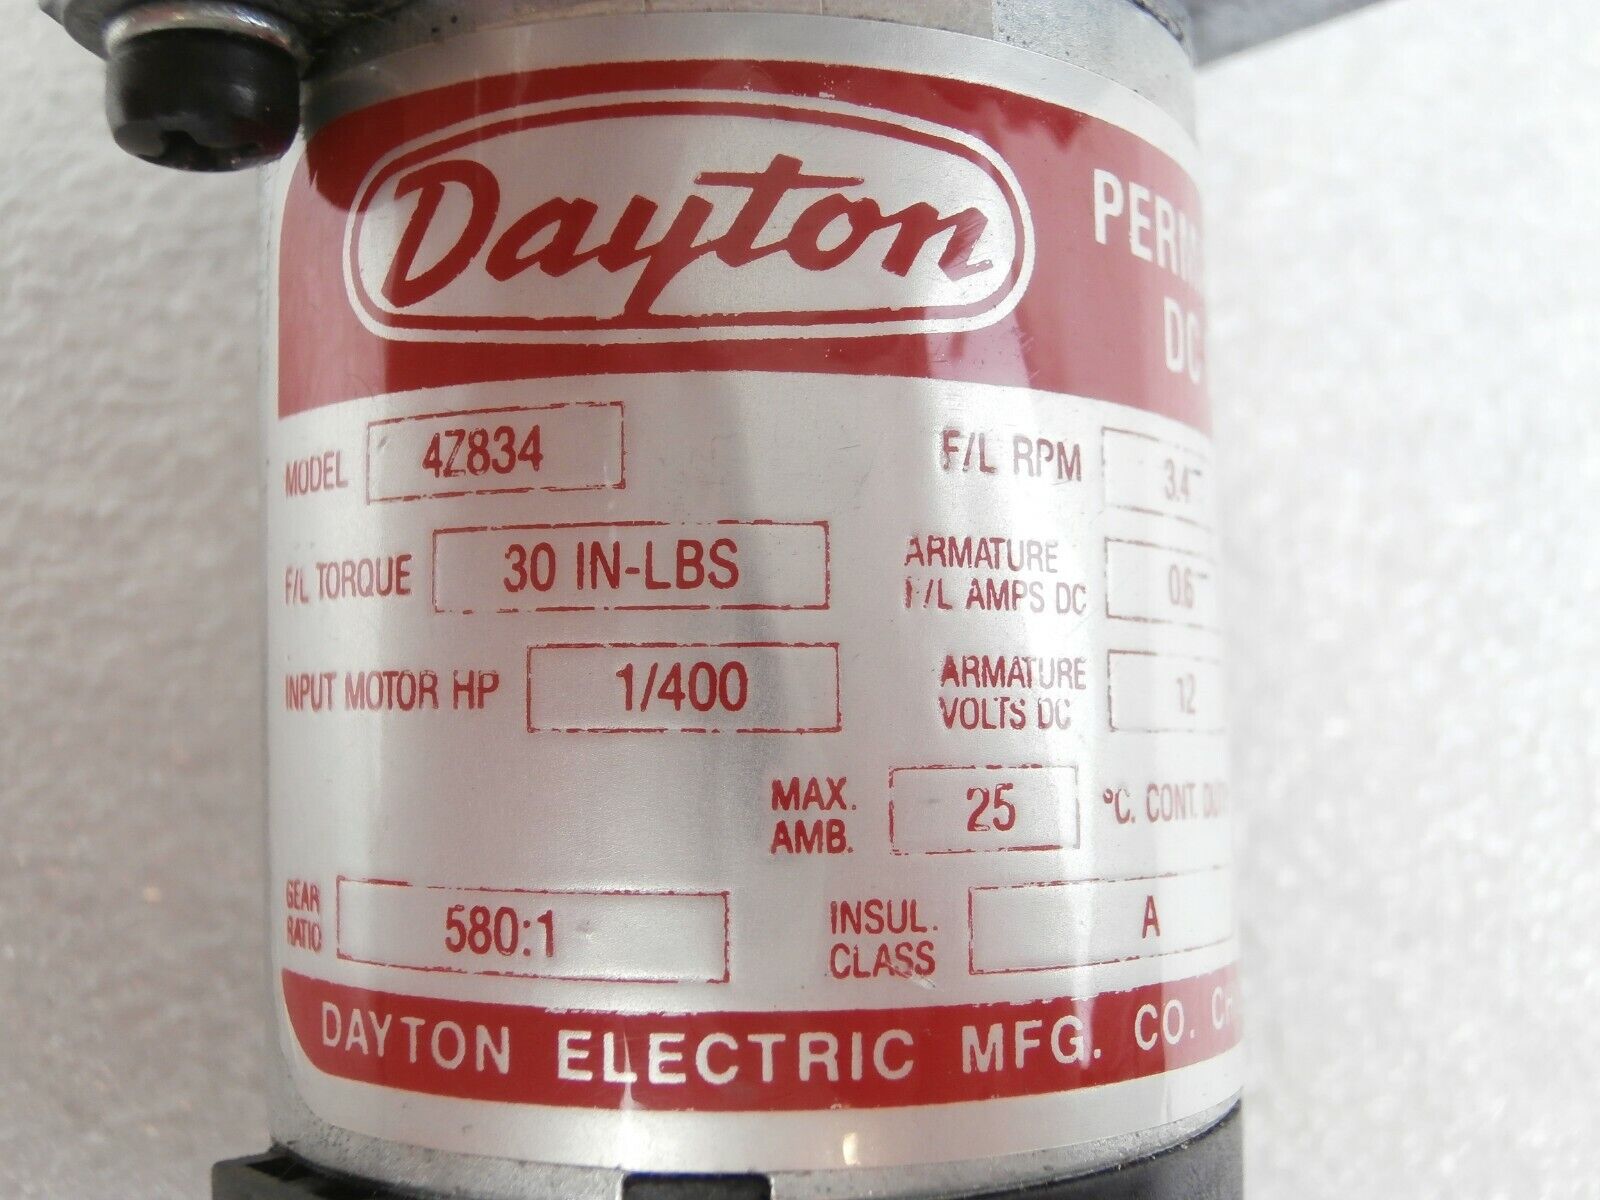 Dayton
MODEL 4Z834
F/L RPM 3.4
F/L TORQUE 30 IN-LBS
ARMATURE
F/L AMPS DC 0.6
INPUT MOTOR HP 1/400
ARMATURE
VOLTS DC 12
MAX.
AMB. 25 °C. CONT. DUTY
GEAR
RATIO 580:1
INSUL.
CLASS A
DAYTON ELECTRIC MFG. CO.
DC